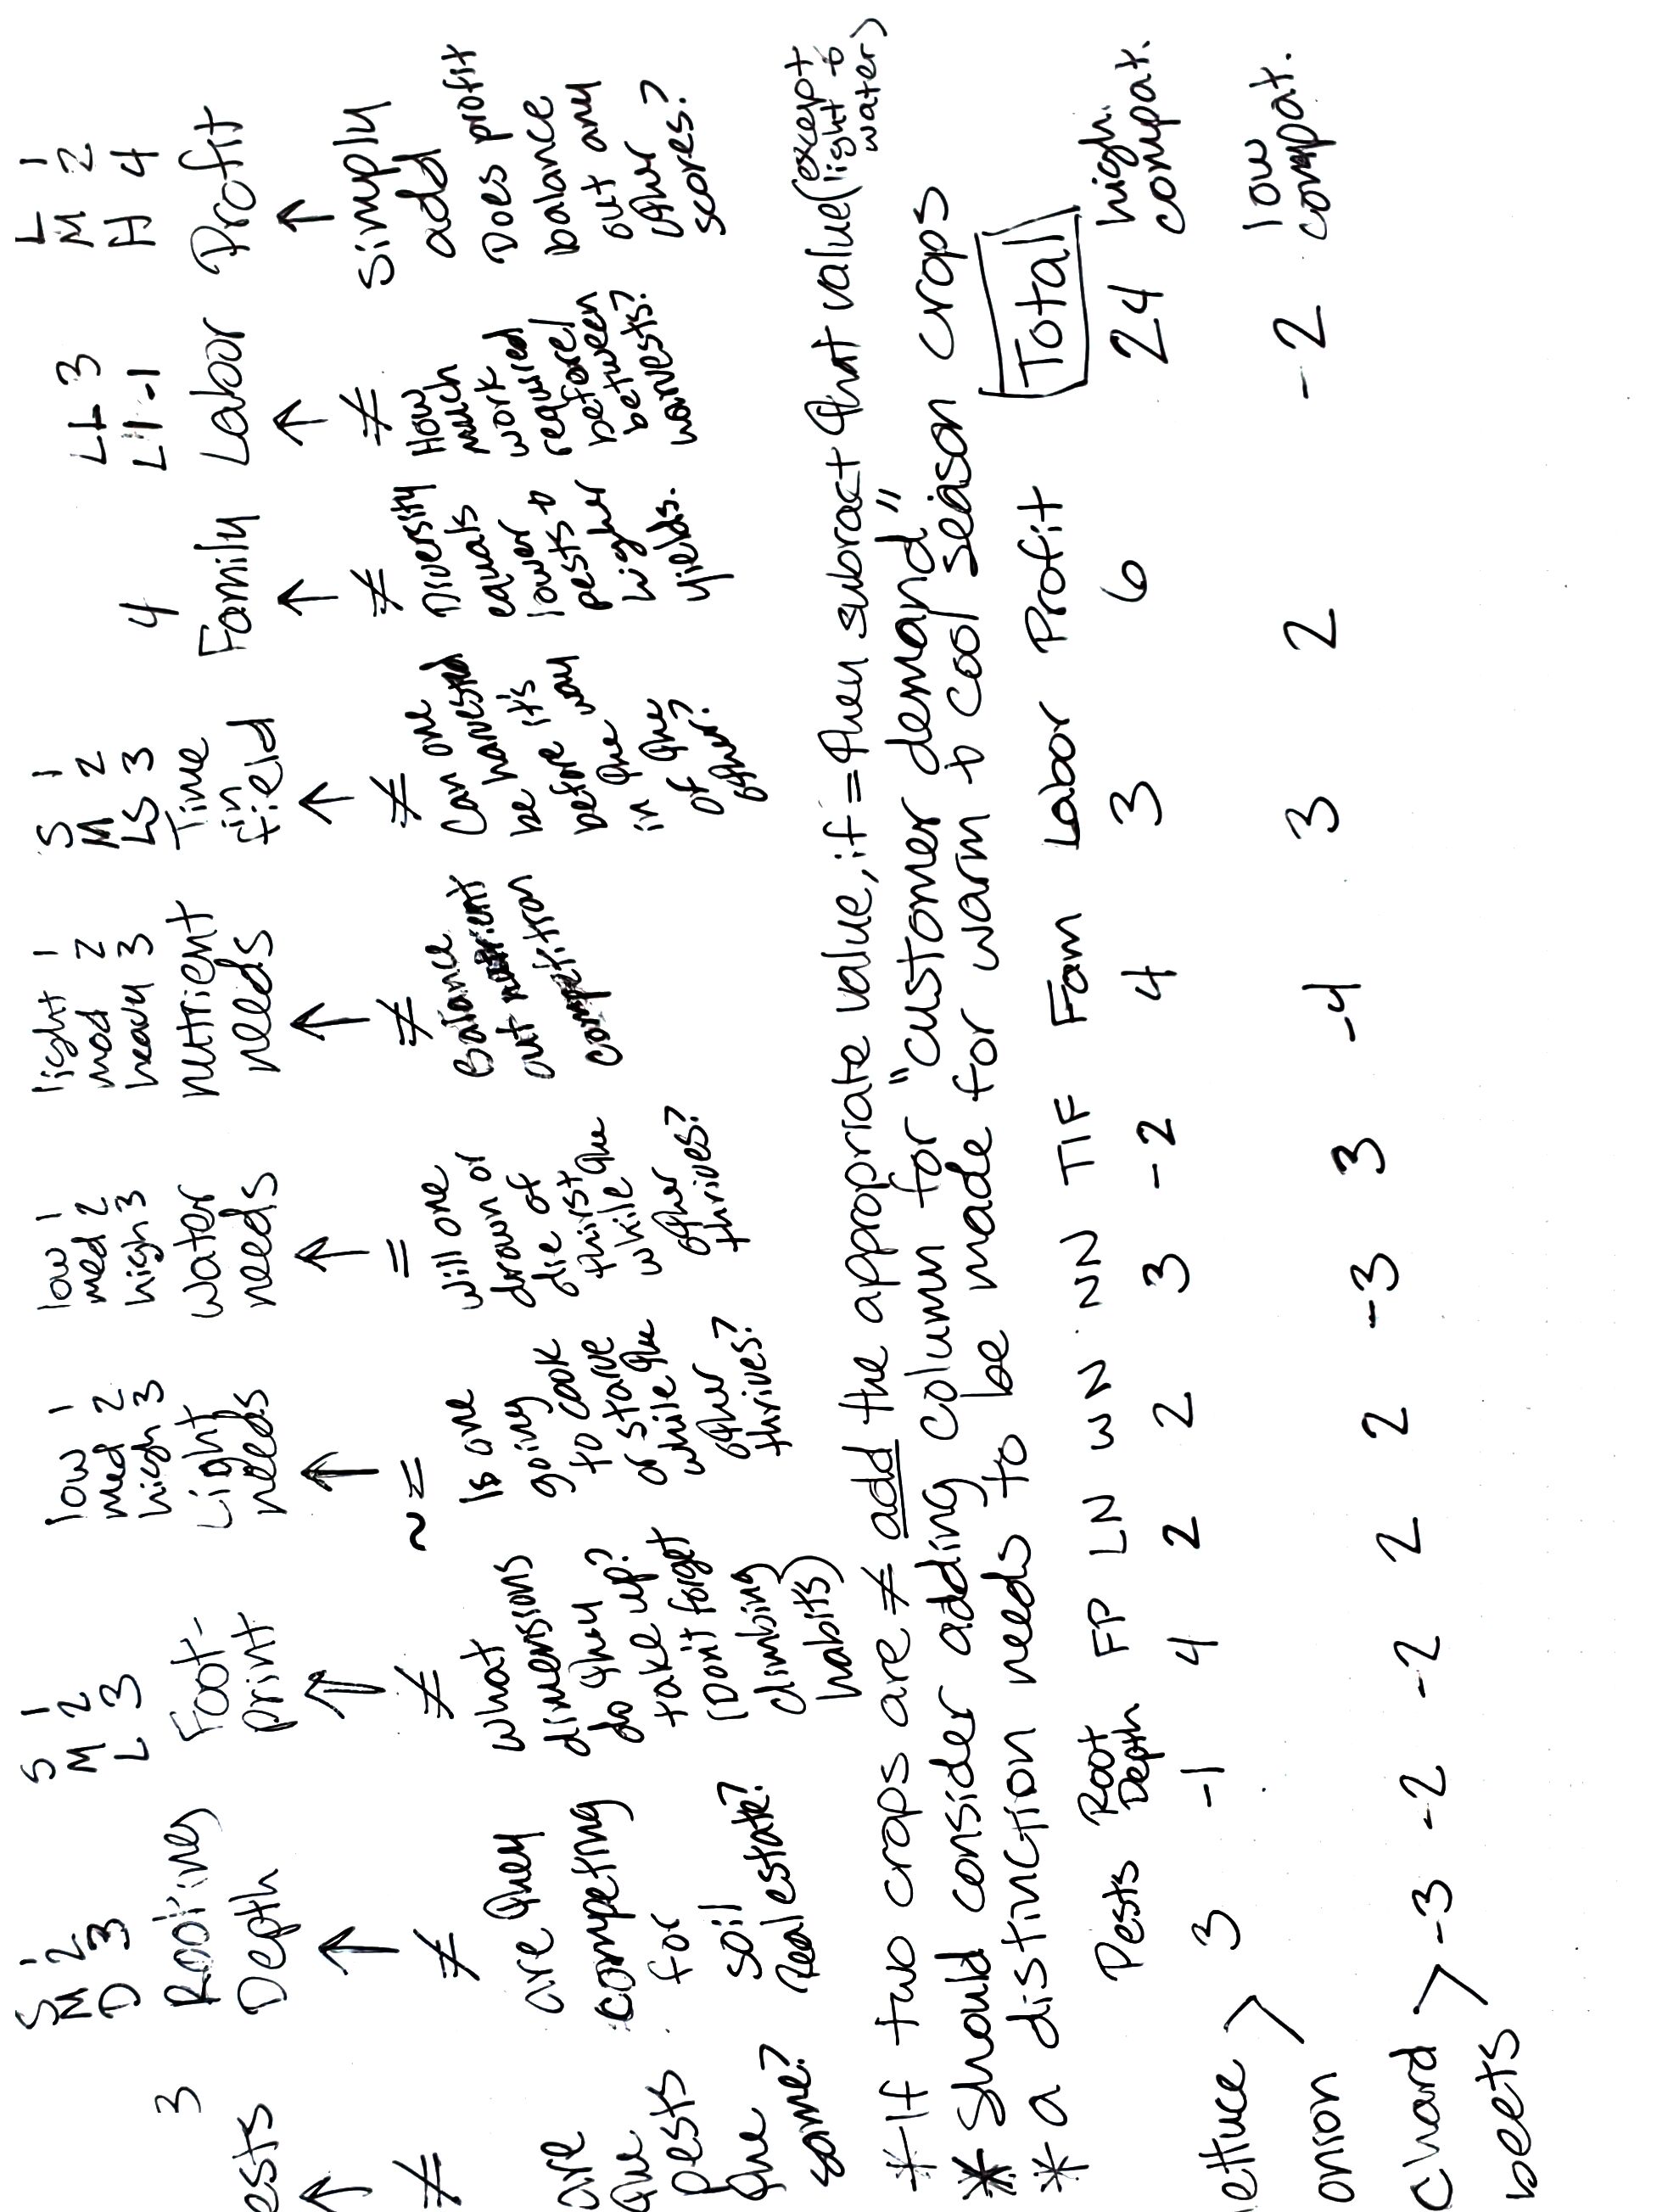 3 S 1 S 1 low 1 low 1 light 1 S 1 4 LL 3 L 1
M 2 M 2 med 2 med 2 mod 2 M 2 LI -1 M 2
D 3 L 3 high 3 high 3 heavy 3 LS 3 H 4
ests Rooting Foot- Light water nutrient Time Family Labor Profit
Depth print needs needs needs in
field
↑ ↑ ↑ ↑ ↑ ↑ ↑ ↑ ↑ ↑
≠ ≠ ≠ ~= = ≠ ≠ ≠ ≠ simply
add
are the pests the same?
are they competing for soil real estate?
what dimensions do they take up? (Don't forget climbing habits)
Is one going to cook or starve while the other thrives?
will one drown or die of thirst while the other thrives?
Balance out nutrient competition
Can one be harvested before it's in the way of the other?
Diversity equals lower pests & higher yields.
How much work required before/between harvests?
Does profit balance out any other scores?
* If two crops are ≠ add the appropriate value, if = then subract that value (except light & water)
* Should consider adding column for "customer demand"
* a distinction needs to be made for warm & cool season crops
Pests Root Depth FP LN WN NN TIF Fam Labor Profit Total
ettuce > 3 -1 4 2 2 3 -2 4 3 6 24 high compat.
onion
chard > -3 -2 -2 2 2 -3 3 -4 3 2 -2 low compat.
beets